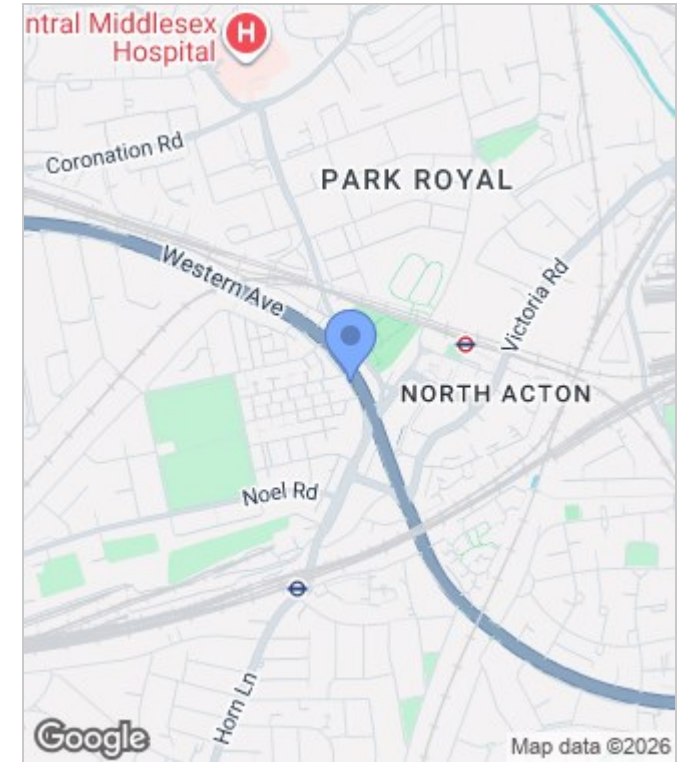 ntral Middlesex
Hospital
H
Coronation Rd
PARK ROYAL
Western Ave
Victoria Rd
NORTH ACTON
Noel Rd
Horn Ln
Google
Map data ©2026